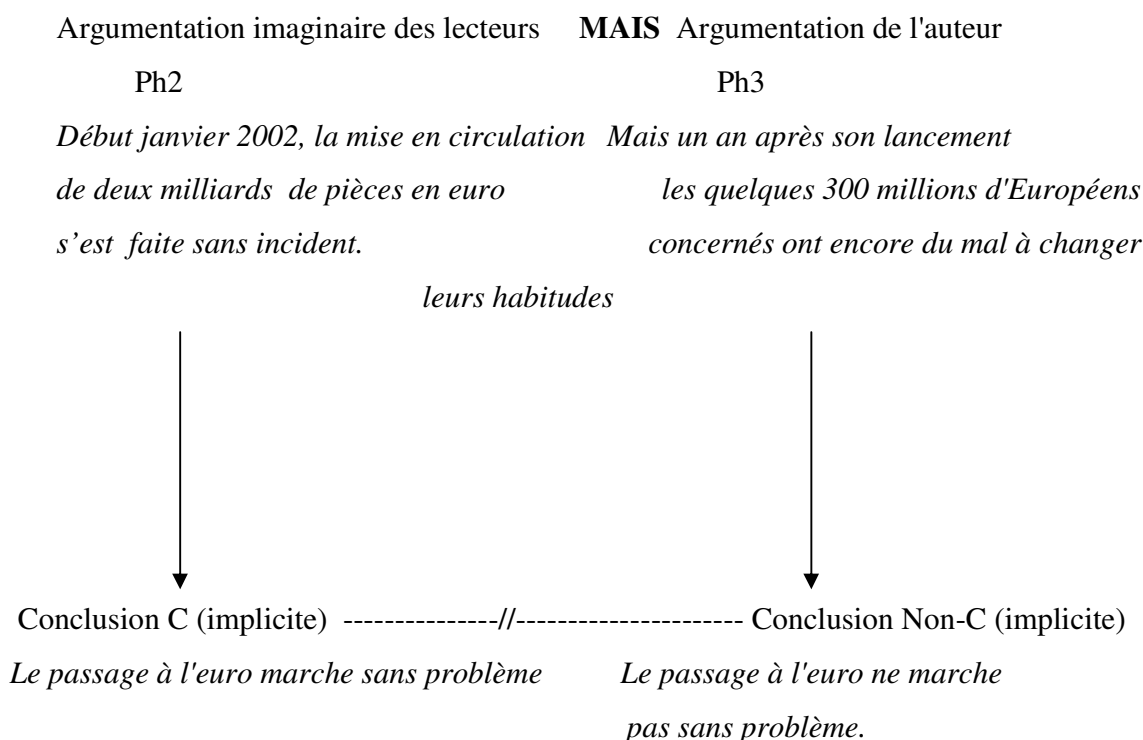 Argumentation imaginaire des lecteurs MAIS Argumentation de l'auteur
Ph2 Ph3
Début janvier 2002, la mise en circulation Mais un an après son lancement
de deux milliards de pièces en euro les quelques 300 millions d'Européens
s’est faite sans incident. concernés ont encore du mal à changer
leurs habitudes
Conclusion C (implicite) ---------------//---------------------- Conclusion Non-C (implicite)
Le passage à l'euro marche sans problème Le passage à l'euro ne marche
pas sans problème.